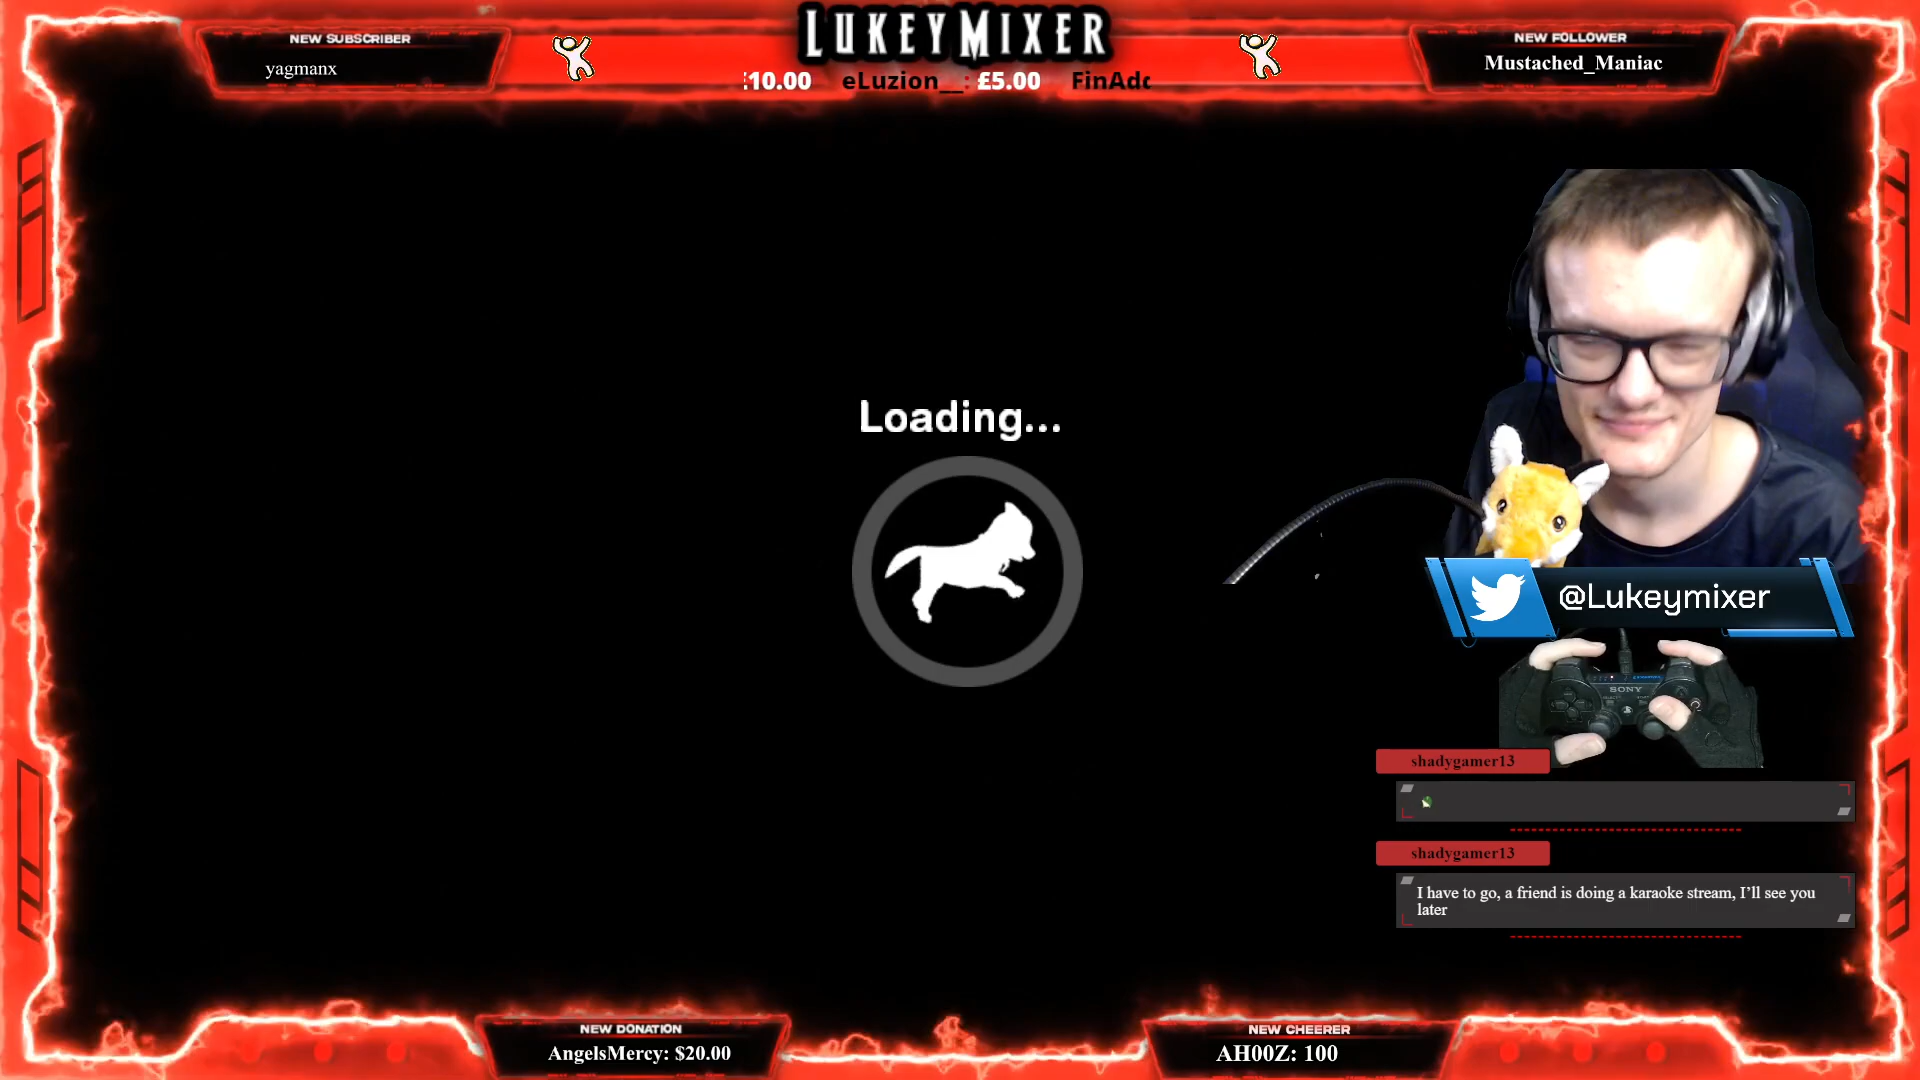 NEW SUBSCRIBER
yagmanx
LUKEYMIXER
£10.00 eLuzion__: £5.00 FinAdd
NEW FOLLOWER
Mustached_Maniac
Loading...
@Lukeymixer
SONY
shadygamer13
shadygamer13
I have to go, a friend is doing a karaoke stream, I’ll see you
later
NEW DONATION
AngelsMercy: $20.00
NEW CHEERER
AH00Z: 100